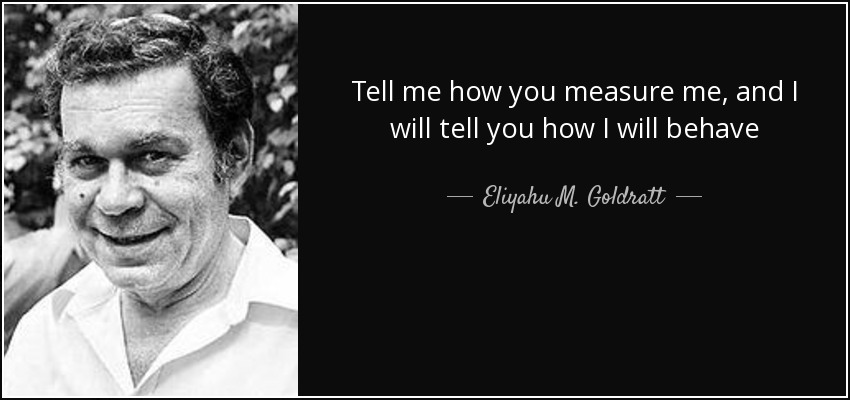 Tell me how you measure me, and I
will tell you how I will behave
Eliyahu M. Goldratt